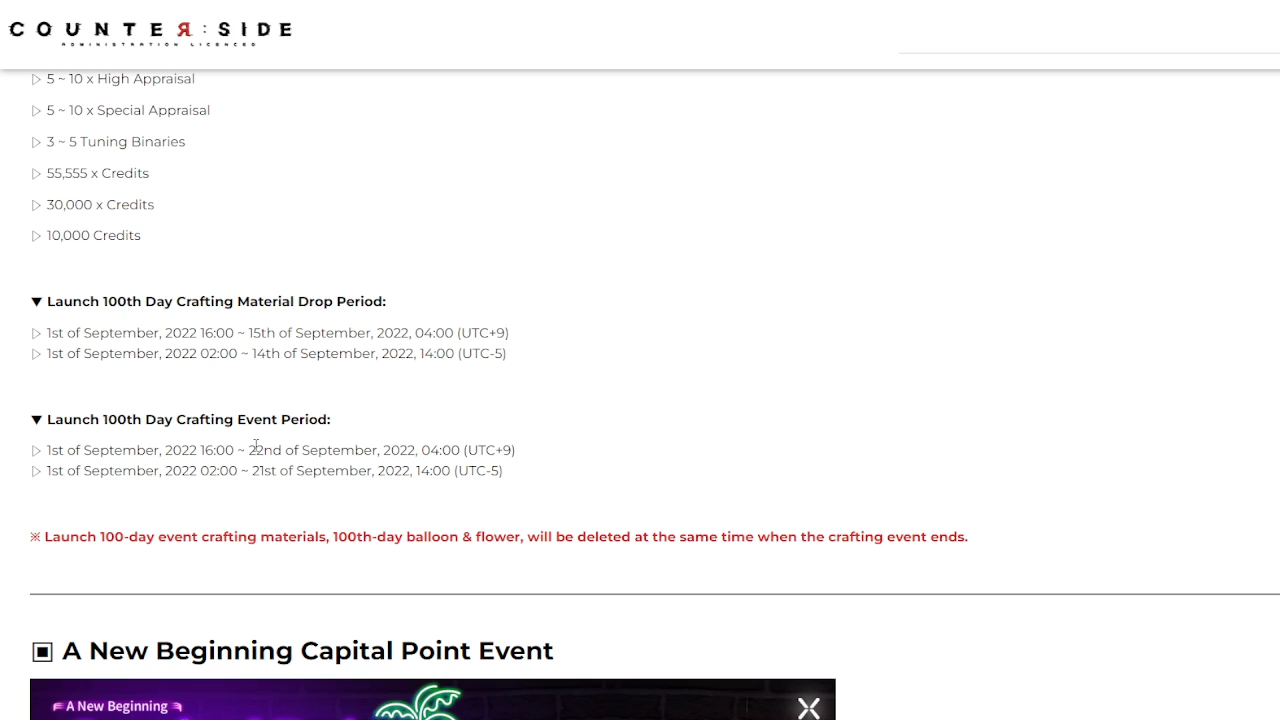 COUNTER:SIDE
ADMINISTRATION LICENCED
▷ 5 ~ 10 x High Appraisal
▷ 5 ~ 10 x Special Appraisal
▷ 3 ~ 5 Tuning Binaries
▷ 55,555 x Credits
▷ 30,000 x Credits
▷ 10,000 Credits
▼ Launch 100th Day Crafting Material Drop Period:
▷ 1st of September, 2022 16:00 ~ 15th of September, 2022, 04:00 (UTC+9)
▷ 1st of September, 2022 02:00 ~ 14th of September, 2022, 14:00 (UTC-5)
▼ Launch 100th Day Crafting Event Period:
▷ 1st of September, 2022 16:00 ~ 22nd of September, 2022, 04:00 (UTC+9)
▷ 1st of September, 2022 02:00 ~ 21st of September, 2022, 14:00 (UTC-5)
※ Launch 100-day event crafting materials, 100th-day balloon & flower, will be deleted at the same time when the crafting event ends.
▣ A New Beginning Capital Point Event
A New Beginning